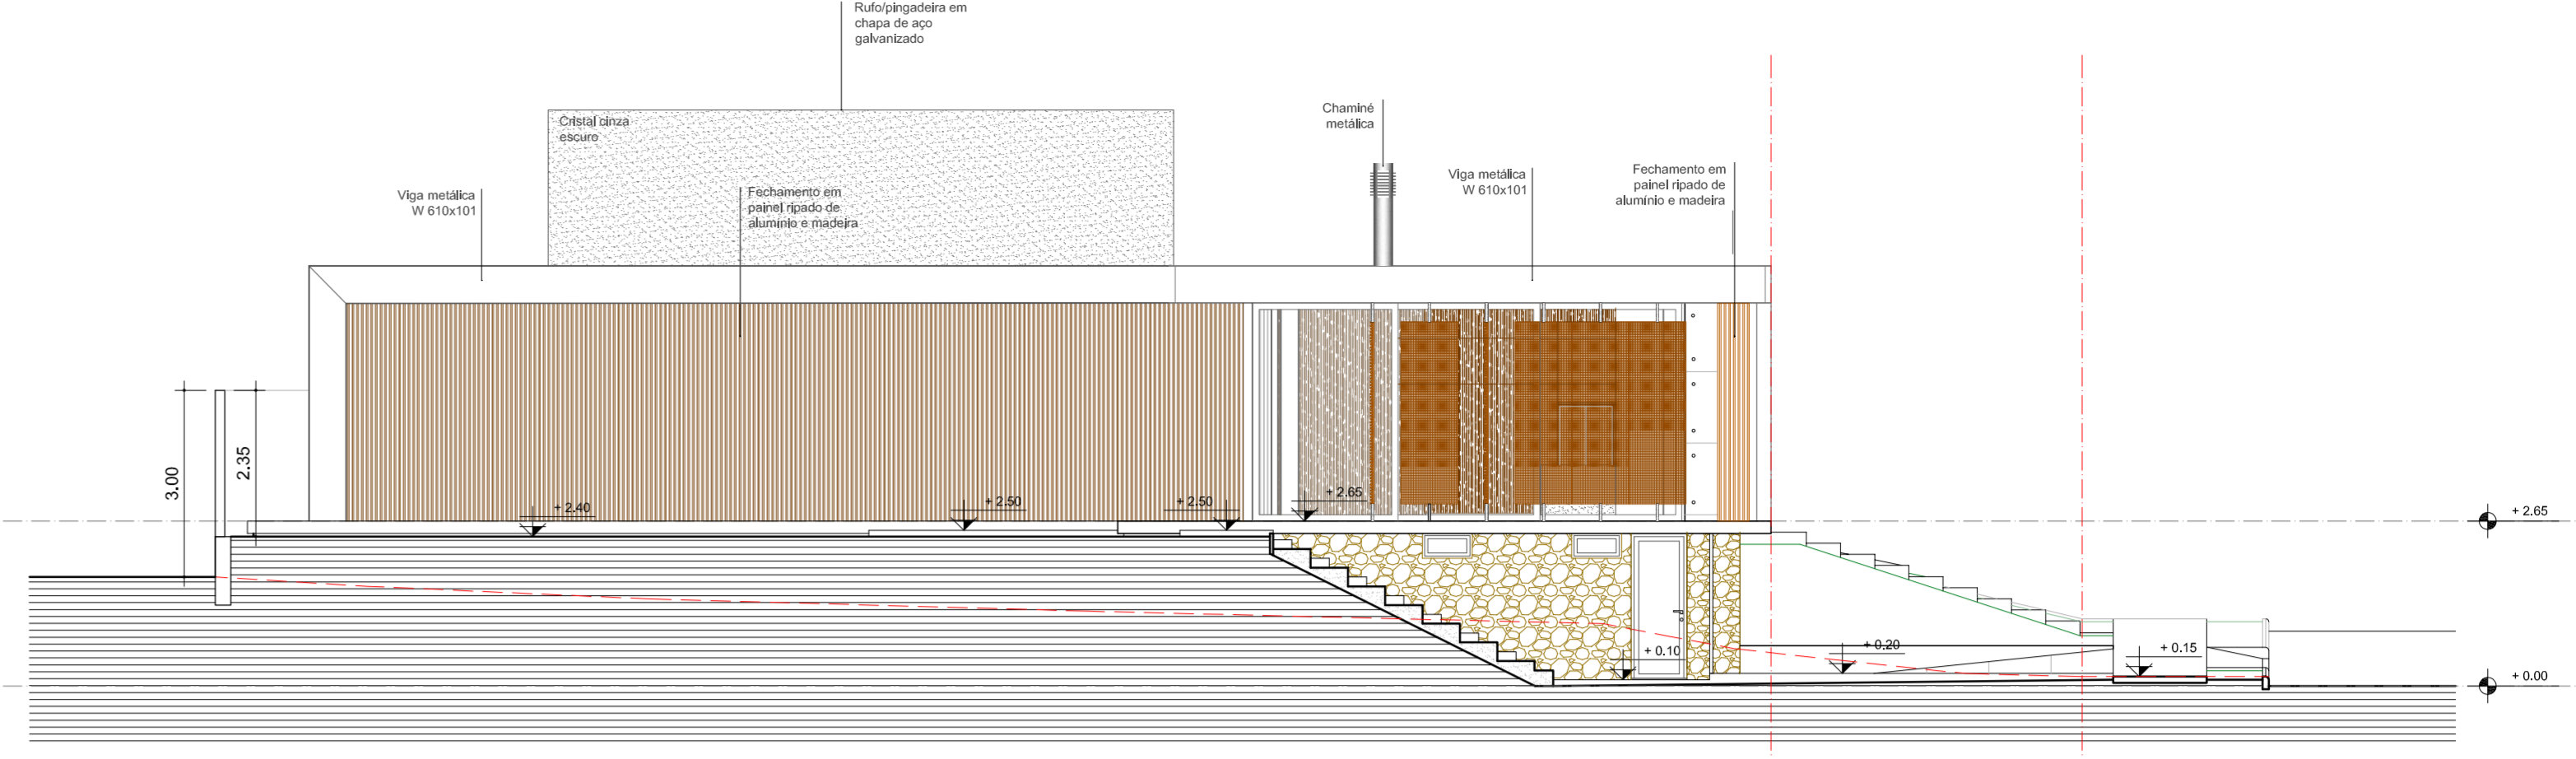 Rufo/pingadeira em
chapa de aço
galvanizado
Cristal cinza
escuro
Chaminé
metálica
Viga metálica
W 610x101
Fechamento em
painel ripado de
alumínio e madeira
Viga metálica
W 610x101
Fechamento em
painel ripado de
alumínio e madeira
3.00
2.35
+ 2.40
+ 2.50
+ 2.50
+ 2.65
+ 2.65
+ 0.10
+ 0.20
+ 0.15
+ 0.00